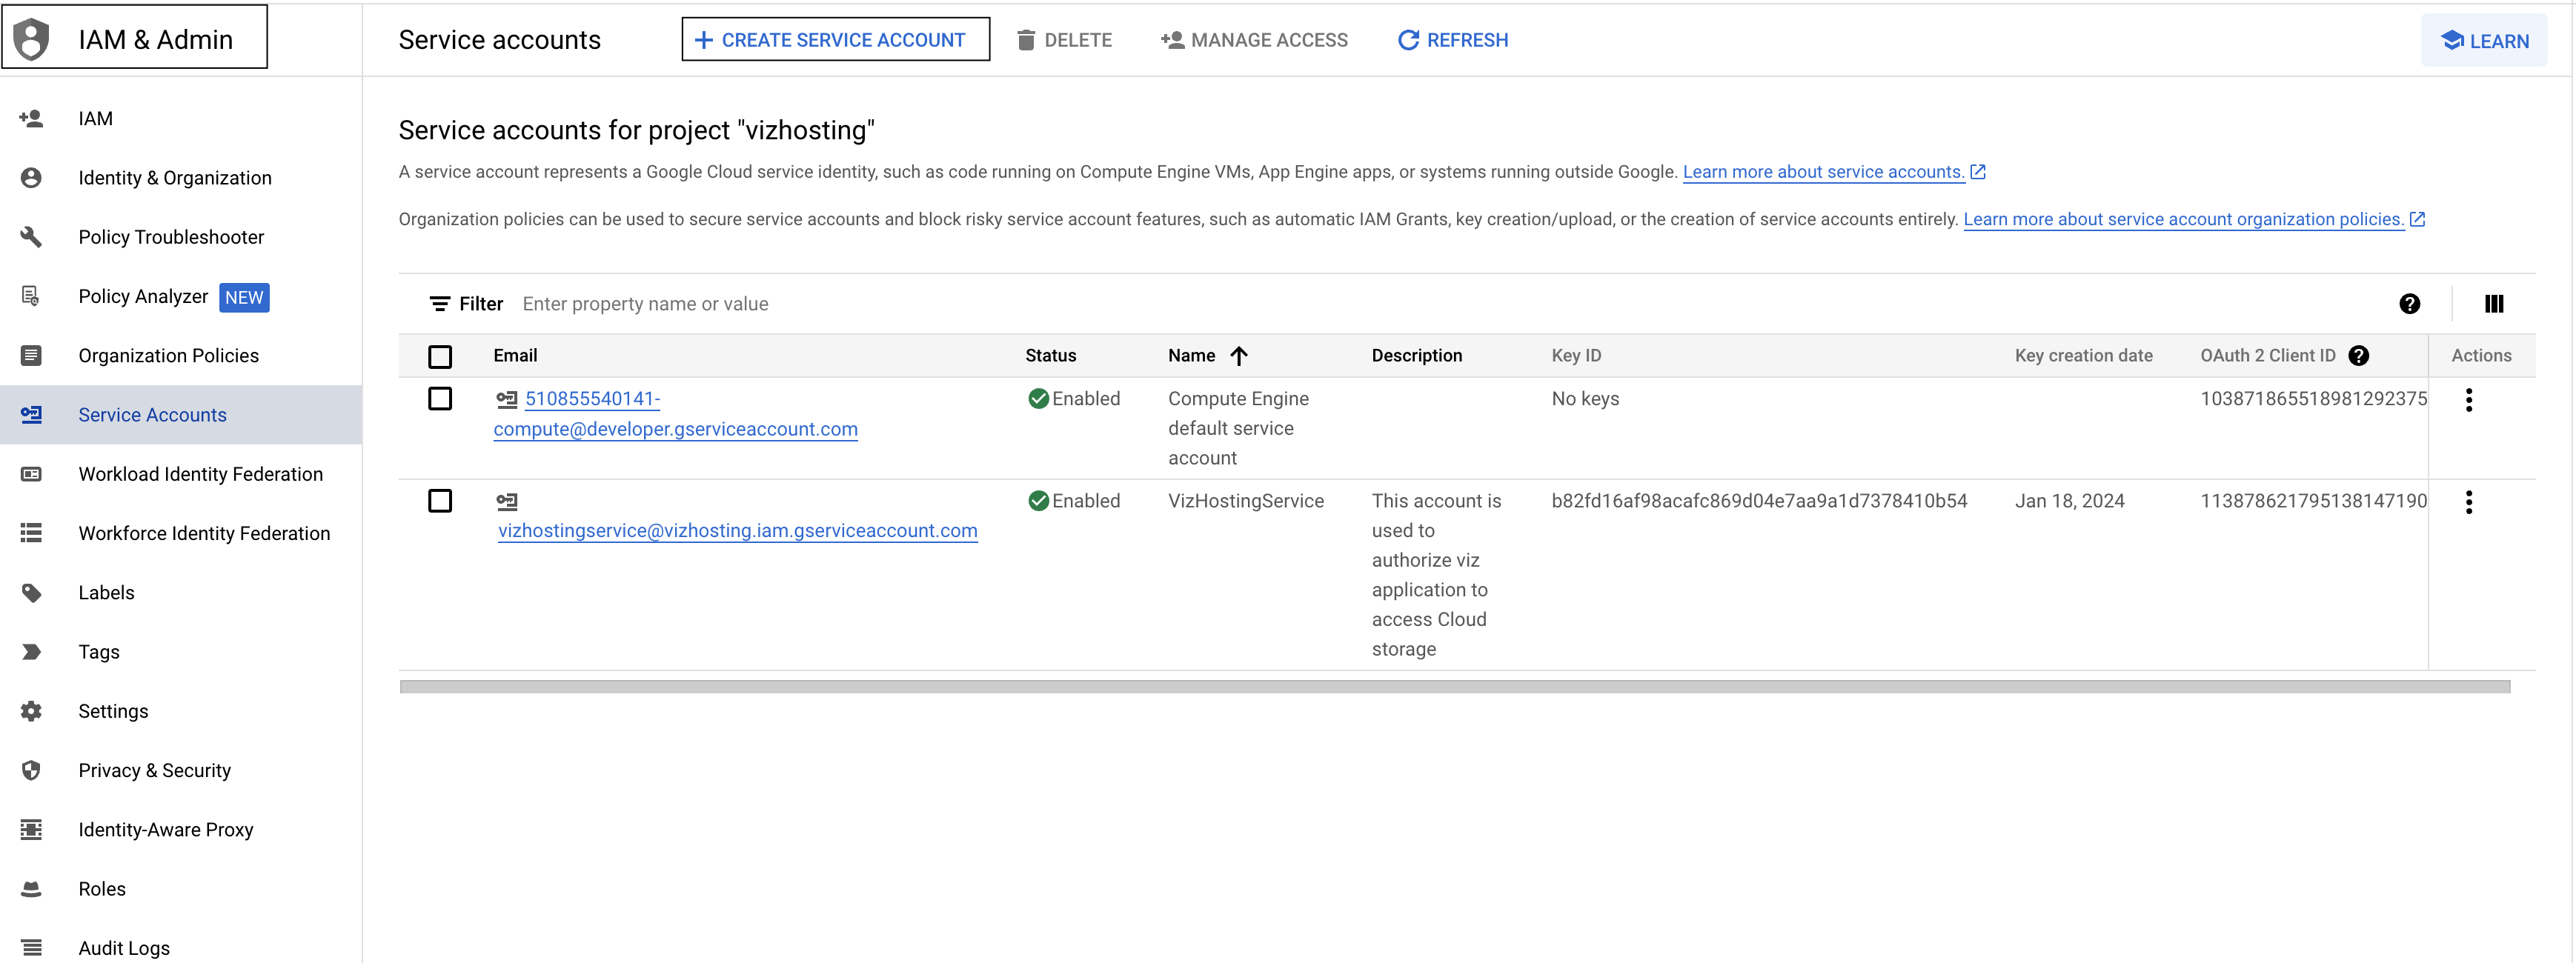 IAM & Admin
Service accounts
CREATE SERVICE ACCOUNT
DELETE
MANAGE ACCESS
REFRESH
LEARN
IAM
Identity & Organization
Policy Troubleshooter
Policy Analyzer NEW
Organization Policies
Service Accounts
Workload Identity Federation
Workforce Identity Federation
Labels
Tags
Settings
Privacy & Security
Identity-Aware Proxy
Roles
Audit Logs
Service accounts for project "vizhosting"
A service account represents a Google Cloud service identity, such as code running on Compute Engine VMs, App Engine apps, or systems running outside Google. Learn more about service accounts.
Organization policies can be used to secure service accounts and block risky service account features, such as automatic IAM Grants, key creation/upload, or the creation of service accounts entirely. Learn more about service account organization policies.
Filter Enter property name or value
Email Status Name Description Key ID Key creation date OAuth 2 Client ID Actions
510855540141-
compute@developer.gserviceaccount.com
Enabled
Compute Engine
default service
account
No keys
103871865518981292375
vizhostingservice@vizhosting.iam.gserviceaccount.com
Enabled
VizHostingService
This account is
used to
authorize viz
application to
access Cloud
storage
b82fd16af98acafc869d04e7aa9a1d7378410b54
Jan 18, 2024
113878621795138147190